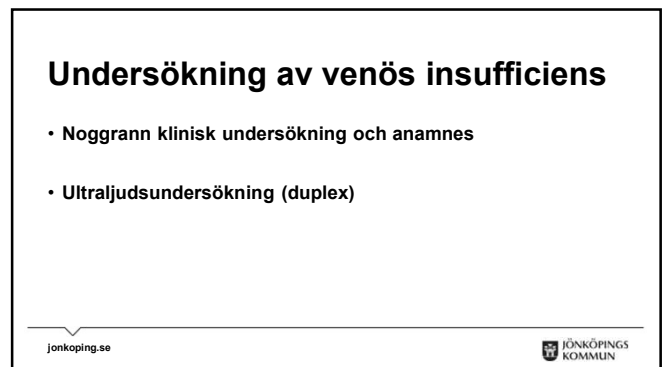 Undersökning av venös insufficiens
• Noggrann klinisk undersökning och anamnes
• Ultraljudsundersökning (duplex)
jonkoping.se
JÖNKÖPINGS
KOMMUN